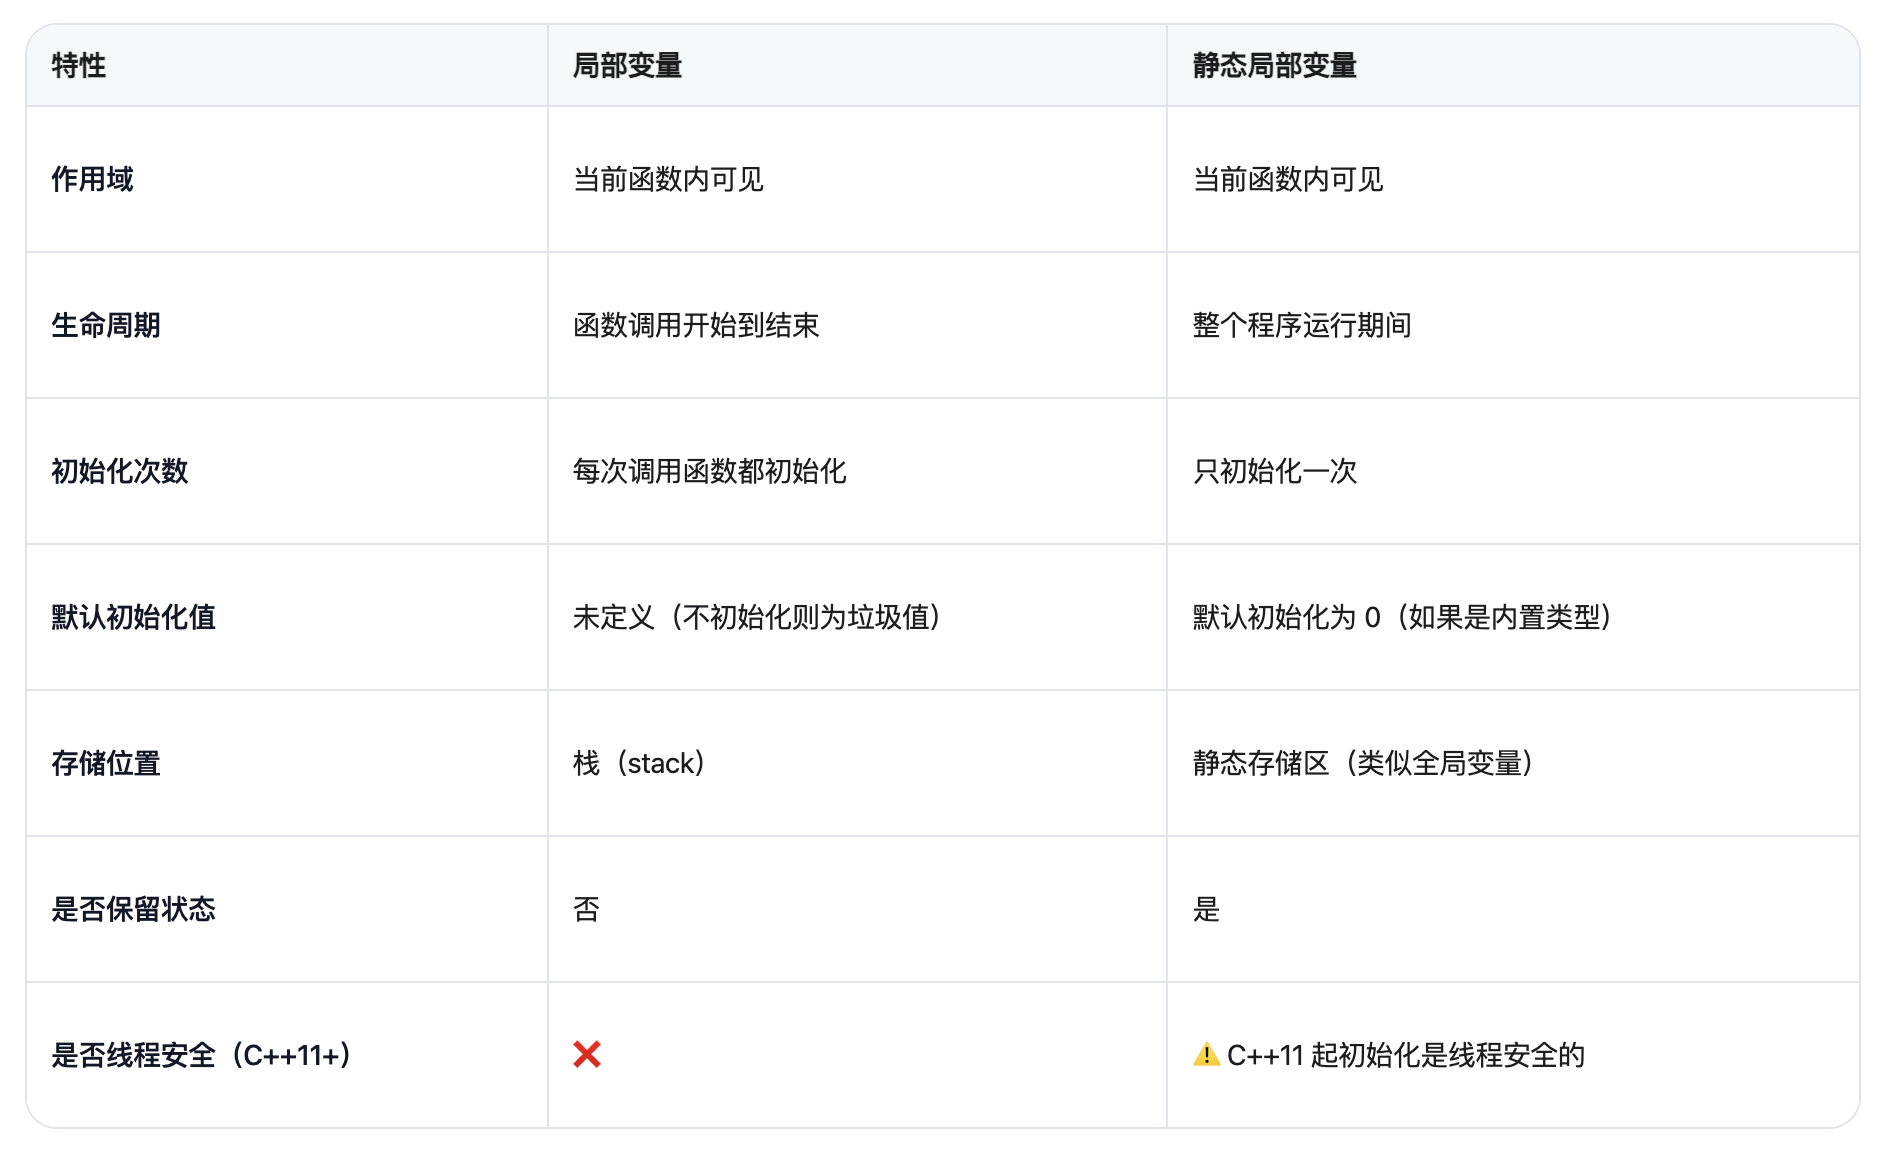 特性 局部变量 静态局部变量
作用域 当前函数内可见 当前函数内可见
生命周期 函数调用开始到结束 整个程序运行期间
初始化次数 每次调用函数都初始化 只初始化一次
默认初始化值 未定义（不初始化则为垃圾值） 默认初始化为 0（如果是内置类型）
存储位置 栈（stack） 静态存储区（类似全局变量）
是否保留状态 否 是
是否线程安全（C++11+） ❌ ⚠️ C++11 起初始化是线程安全的